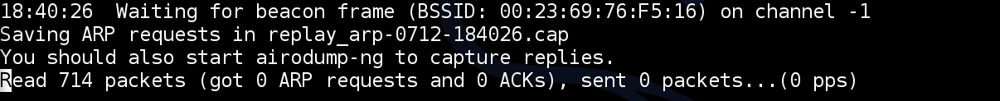 18:40:26  Waiting for beacon frame (BSSID: 00:23:69:76:F5:16) on channel -1
Saving ARP requests in replay_arp-0712-184026.cap
You should also start airodump-ng to capture replies.
Read 714 packets (got 0 ARP requests and 0 ACKs), sent 0 packets...(0 pps)